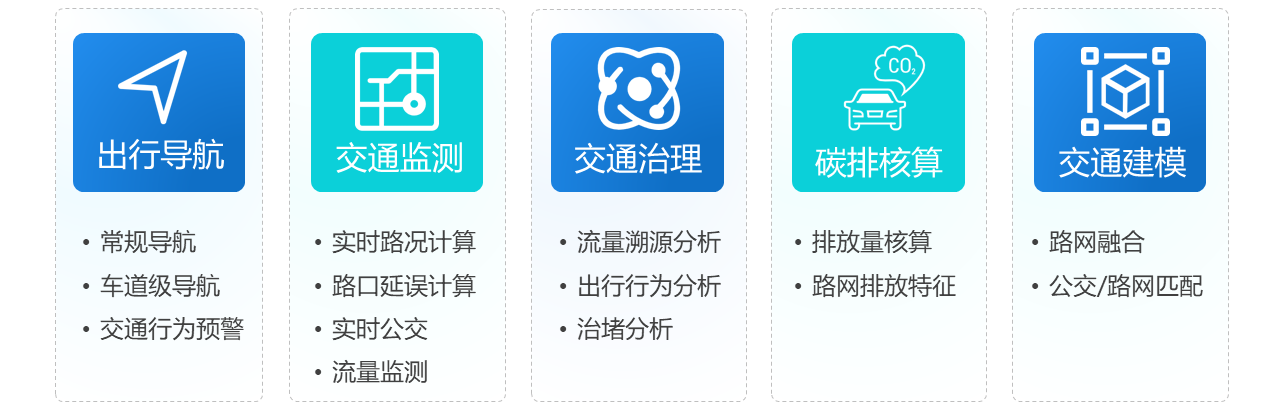 出行导航
• 常规导航
• 车道级导航
• 交通行为预警
交通监测
• 实时路况计算
• 路口延误计算
• 实时公交
• 流量监测
交通治理
• 流量溯源分析
• 出行行为分析
• 治堵分析
CO₂
碳排核算
• 排放量核算
• 路网排放特征
交通建模
• 路网融合
• 公交/路网匹配